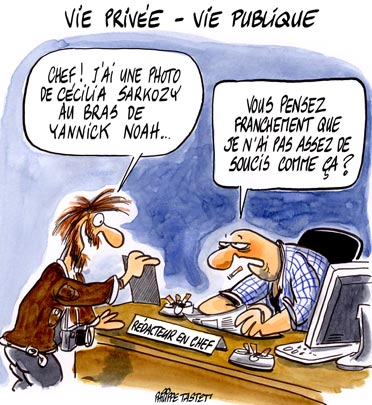 VIE PRIVÉE - VIE PUBLIQUE
CHEF! J'AI UNE PHOTO
DE CÉCILIA SARKOZY
AU BRAS DE
YANNICK NOAH...
VOUS PENSEZ
FRANCHEMENT QUE
JE N'AI PAS ASSEZ DE
SOUCIS COMME ÇA?
RÉDACTEUR EN CHEF
PHILIPPE TASTET